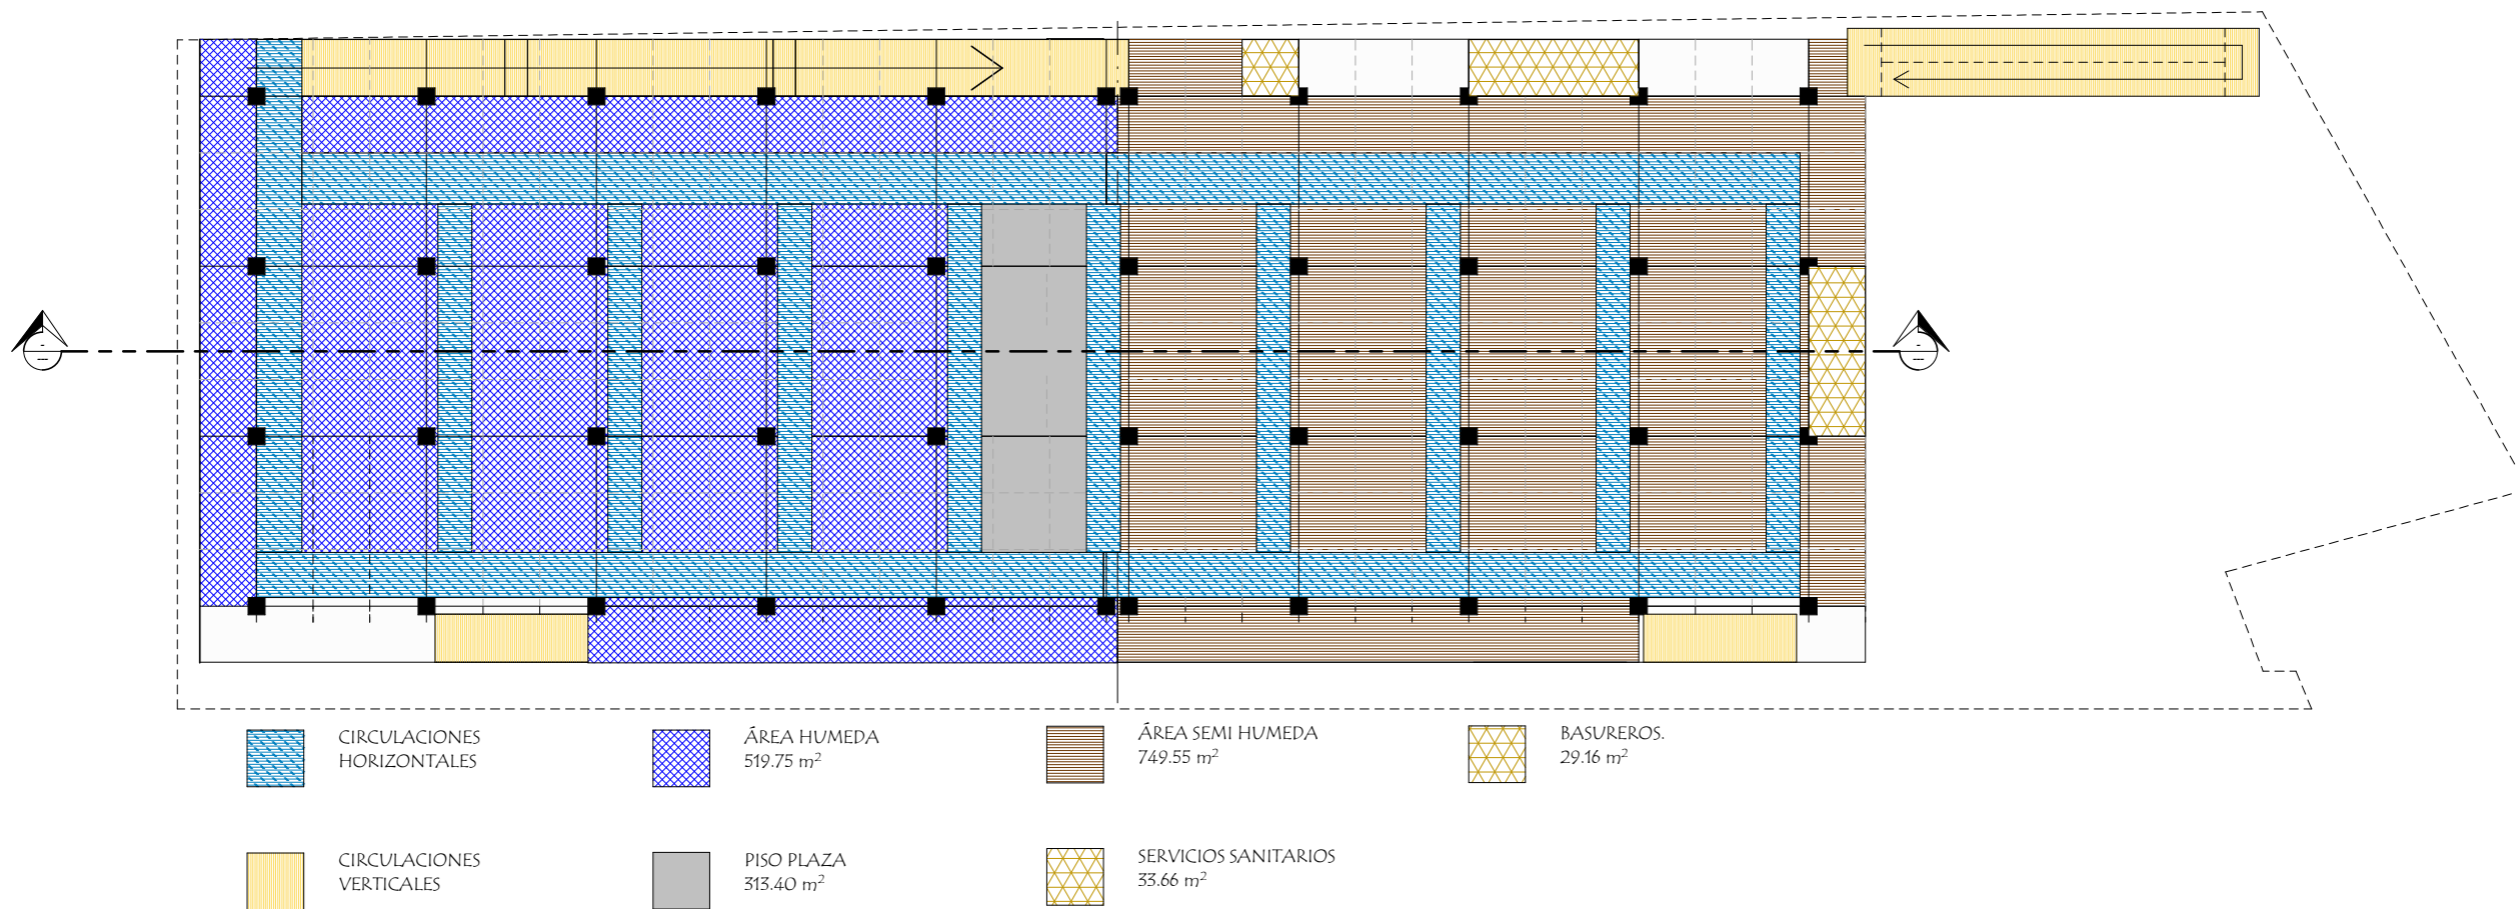 CIRCULACIONES
HORIZONTALES
ÁREA HUMEDA
519.75 m²
ÁREA SEMI HUMEDA
749.55 m²
BASUREROS.
29.16 m²
CIRCULACIONES
VERTICALES
PISO PLAZA
313.40 m²
SERVICIOS SANITARIOS
33.66 m²